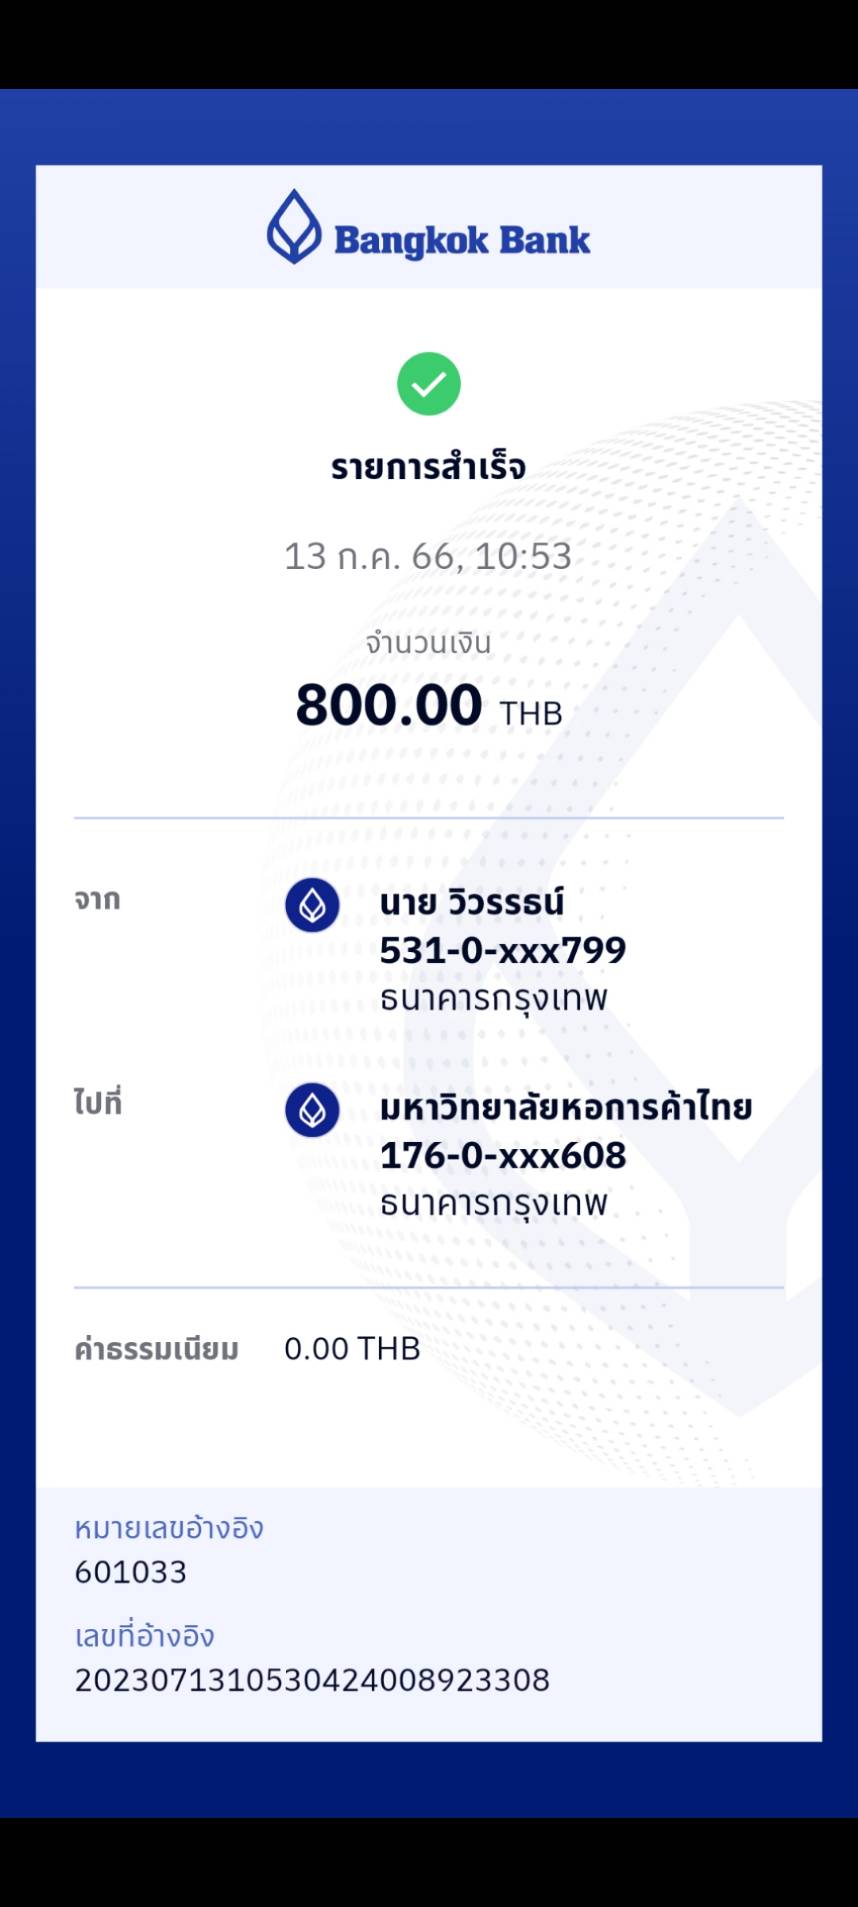 Bangkok Bank
รายการสำเร็จ
13 ก.ค. 66, 10:53
จำนวนเงิน
800.00 THB
จาก
นาย วิวรรธน์
531-0-xxx799
ธนาคารกรุงเทพ
ไปที่
มหาวิทยาลัยหอการค้าไทย
176-0-xxx608
ธนาคารกรุงเทพ
ค่าธรรมเนียม 0.00 THB
หมายเลขอ้างอิง
601033
เลขที่อ้างอิง
2023071310530424008923308